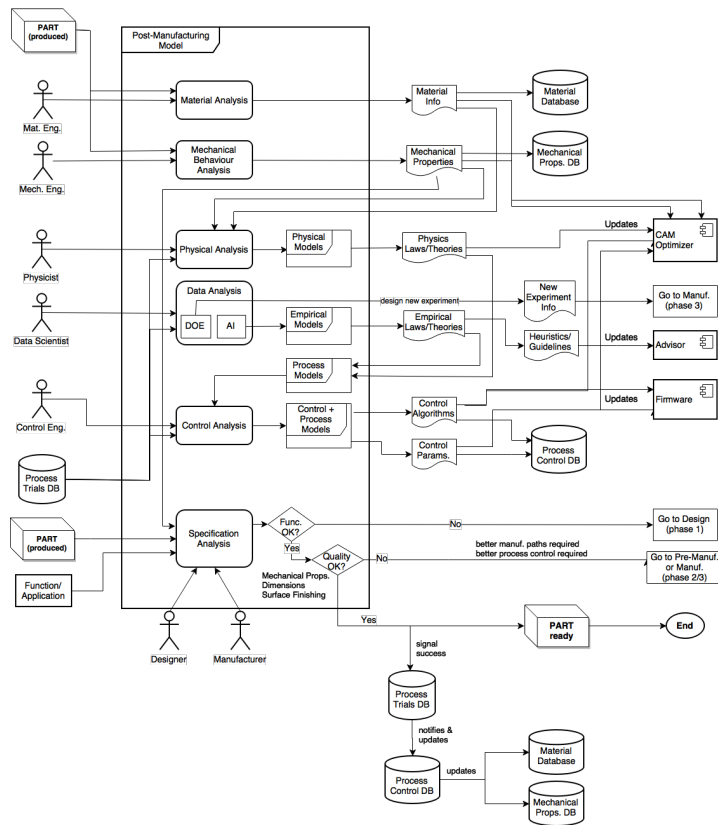 PART
(produced)
Post-Manufacturing
Model
Mat. Eng.
Material Analysis
Material
Info
Material
Database
Mech. Eng.
Mechanical
Behaviour
Analysis
Mechanical
Properties
Mechanical
Props. DB
Physicist
Physical Analysis
Physical
Models
Physics
Laws/Theories
Updates
CAM
Optimizer
Data Scientist
Data Analysis
DOE
AI
design new experiment
New
Experiment
Info
Go to Manuf.
(phase 3)
Empirical
Models
Empirical
Laws/Theories
Heuristics/
Guidelines
Updates
Advisor
Process
Models
Control Eng.
Control Analysis
Control +
Process
Models
Control
Algorithms
Updates
Firmware
Control
Params.
Process
Control DB
Process
Trials DB
PART
(produced)
Function/
Application
Specification
Analysis
Func.
OK?
No
Go to Design
(phase 1)
Yes
Quality
OK?
No
better manuf. paths required
better process control required
Go to Pre-Manuf.
or Manuf.
(phase 2/3)
Mechanical Props.
Dimensions
Surface Finishing
Designer
Manufacturer
Yes
PART
ready
End
signal
success
Process
Trials DB
notifies &
updates
Process
Control DB
updates
Material
Database
Mechanical
Props. DB